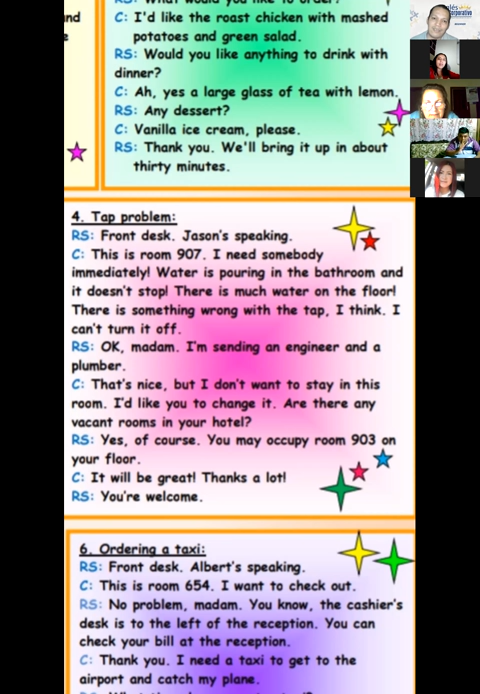 RS: What would you like to order?
C: I'd like the roast chicken with mashed
potatoes and green salad.
RS: Would you like anything to drink with
dinner?
C: Ah, yes a large glass of tea with lemon.
RS: Any dessert?
C: Vanilla ice cream, please.
RS: Thank you. We'll bring it up in about
thirty minutes.
4. Tap problem:
RS: Front desk. Jason's speaking.
C: This is room 907. I need somebody
immediately! Water is pouring in the bathroom and
it doesn't stop! There is much water on the floor!
There is something wrong with the tap, I think. I
can't turn it off.
RS: OK, madam. I'm sending an engineer and a
plumber.
C: That's nice, but I don't want to stay in this
room. I'd like you to change it. Are there any
vacant rooms in your hotel?
RS: Yes, of course. You may occupy room 903 on
your floor.
C: It will be great! Thanks a lot!
RS: You're welcome.
6. Ordering a taxi:
RS: Front desk. Albert's speaking.
C: This is room 654. I want to check out.
RS: No problem, madam. You know, the cashier's
desk is to the left of the reception. You can
check your bill at the reception.
C: Thank you. I need a taxi to get to the
airport and catch my plane.